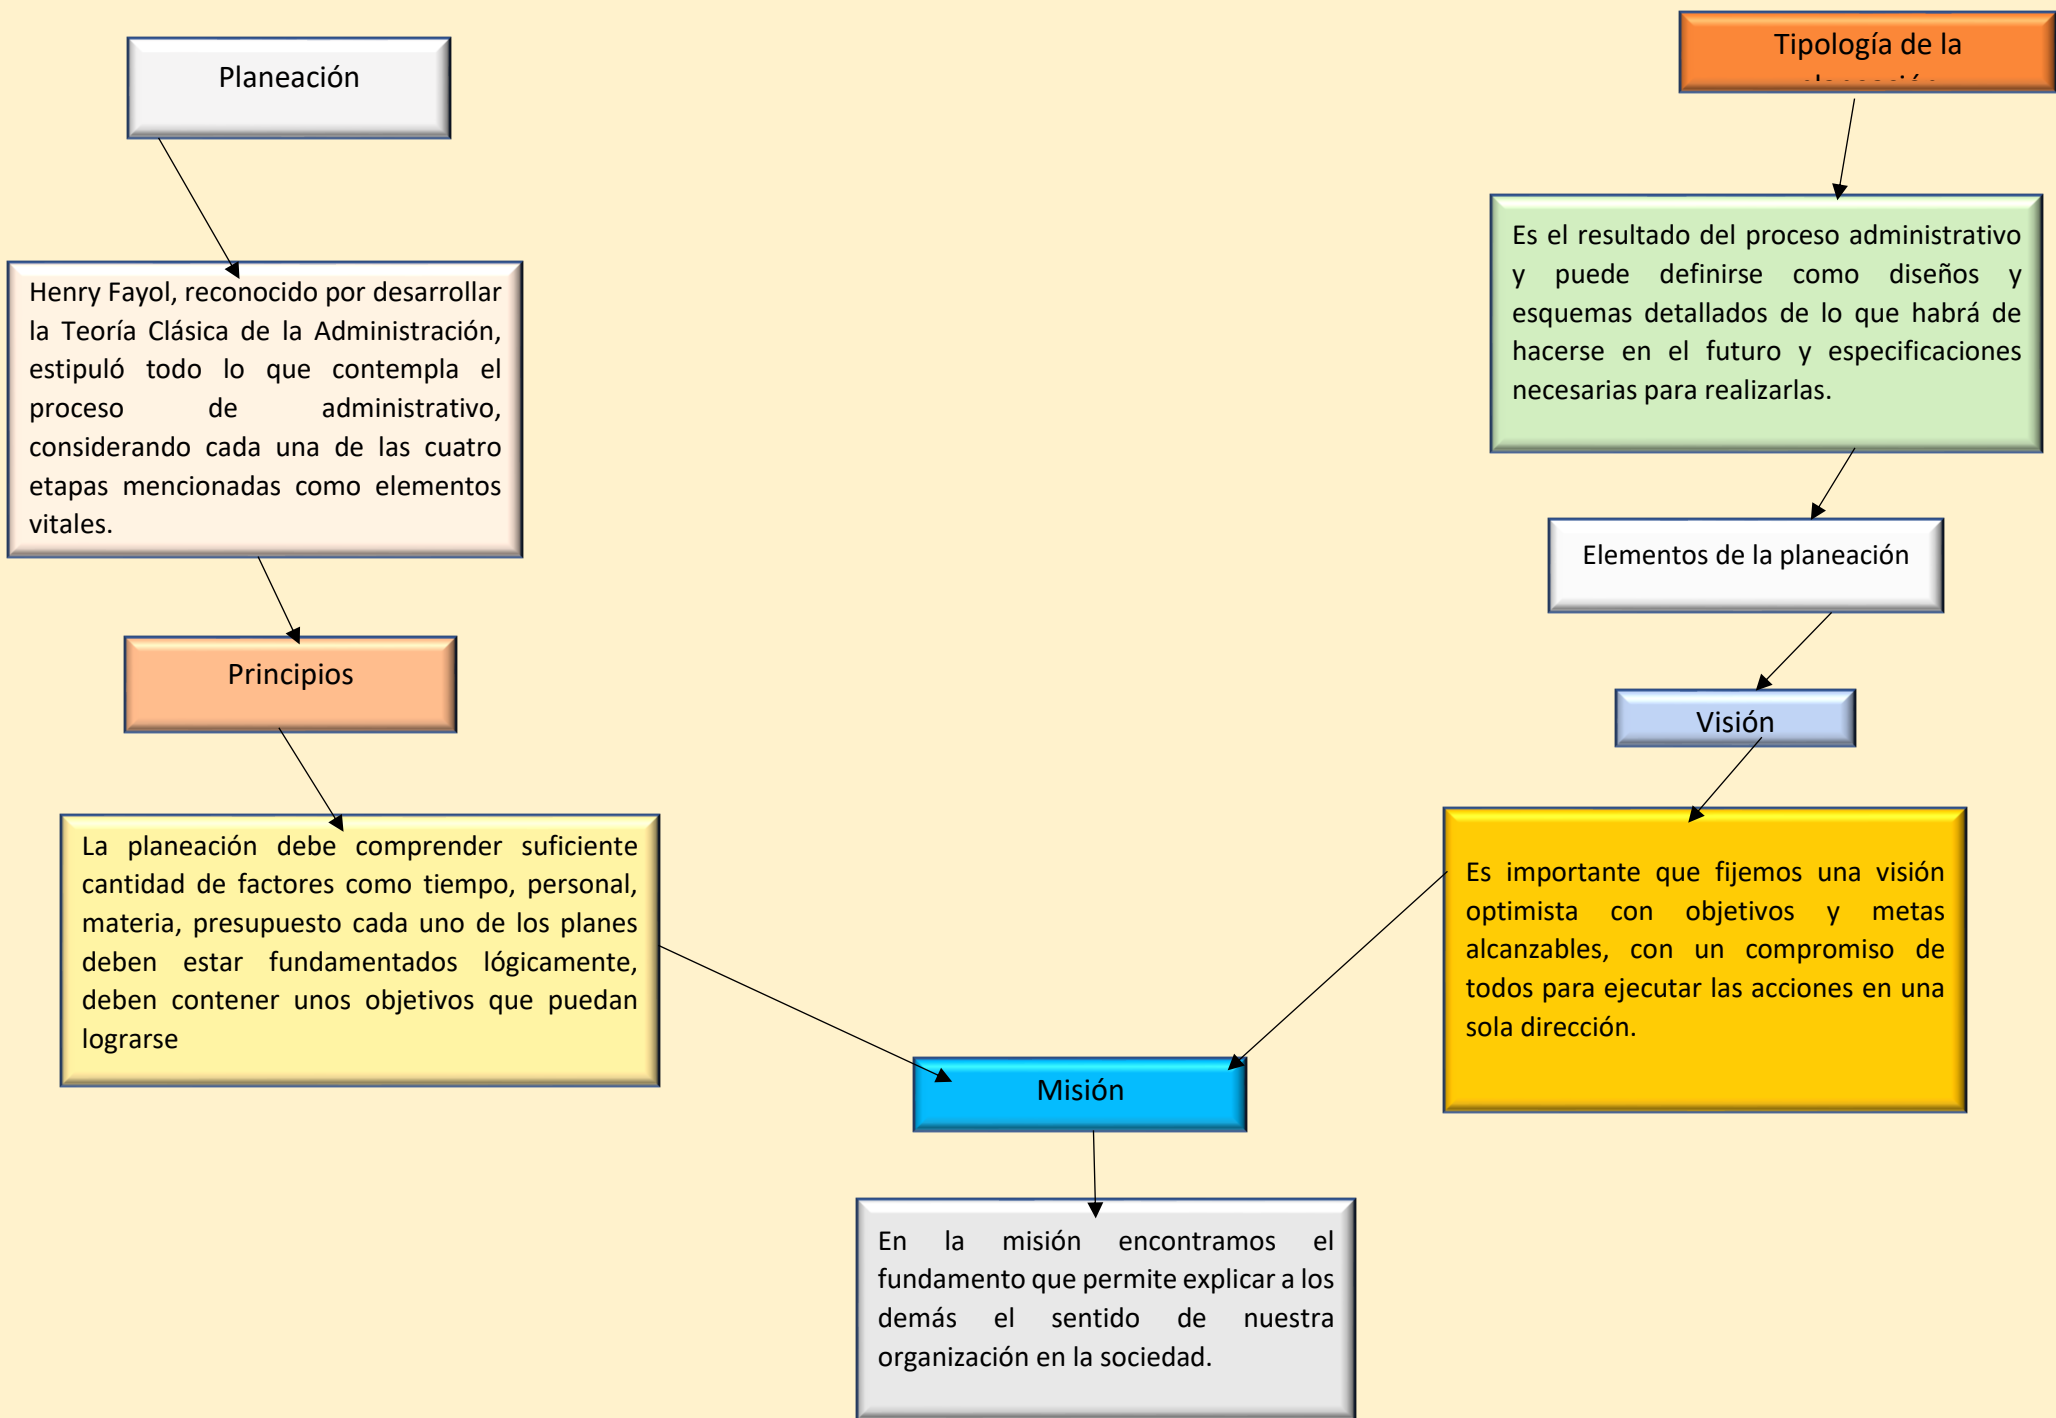 Planeación
Henry Fayol, reconocido por desarrollar
la Teoría Clásica de la Administración,
estipuló todo lo que contempla el
proceso de administrativo,
considerando cada una de las cuatro
etapas mencionadas como elementos
vitales.
Principios
La planeación debe comprender suficiente
cantidad de factores como tiempo, personal,
materia, presupuesto cada uno de los planes
deben estar fundamentados lógicamente,
deben contener unos objetivos que puedan
lograrse
Tipología de la
Es el resultado del proceso administrativo
y puede definirse como diseños y
esquemas detallados de lo que habrá de
hacerse en el futuro y especificaciones
necesarias para realizarlas.
Elementos de la planeación
Visión
Es importante que fijemos una visión
optimista con objetivos y metas
alcanzables, con un compromiso de
todos para ejecutar las acciones en una
sola dirección.
Misión
En la misión encontramos el
fundamento que permite explicar a los
demás el sentido de nuestra
organización en la sociedad.